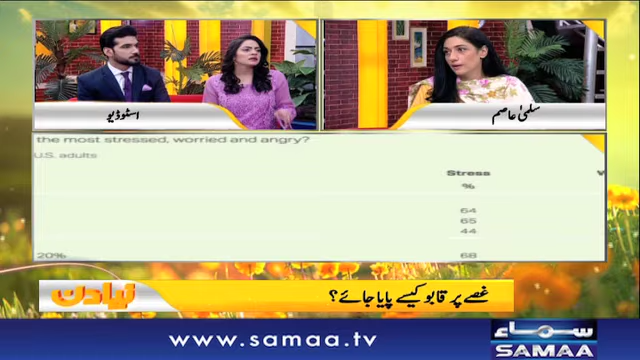 اسٹوڈیو
سلمیٰ عاصم
the most stressed, worried and angry?
U.S. adults
Stress
%
64
65
44
20%
68
نیا دن
غصے پر قابو کیسے پایا جائے؟
www.samaa.tv
سماء
SAMAA